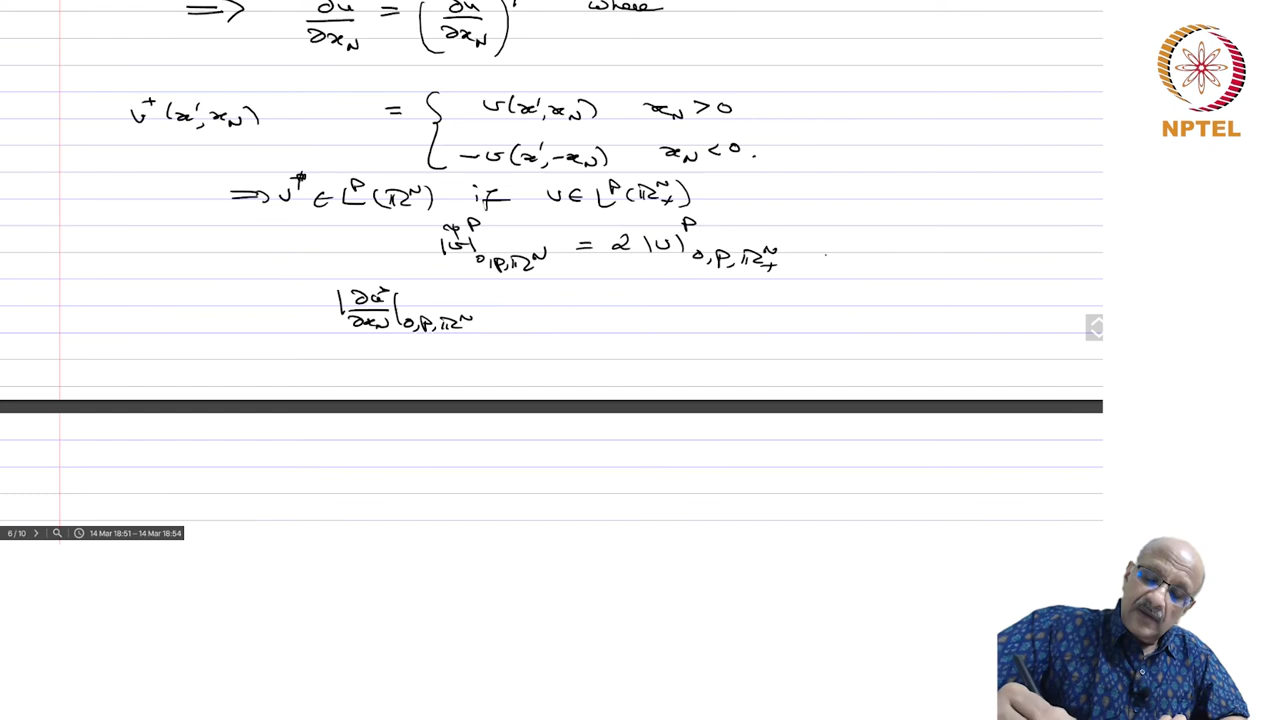 ⟹ ∂u/∂x_N = (∂u/∂x_N) where
v⁺(x', x_N) = { v(x', x_N) x_N > 0
-v(x', -x_N) x_N < 0.
⟹ v⁺ ∈ L^p(ℝ^N) if v ∈ L^p(ℝ^N_+)
|v|^p_{0,p,ℝ^N} = 2 |v|^p_{0,p,ℝ^N_+}
|∂u*/∂x_N|_{0,p,ℝ^N}
NPTEL
6 / 10 14 Mar 18:51 – 14 Mar 18:54